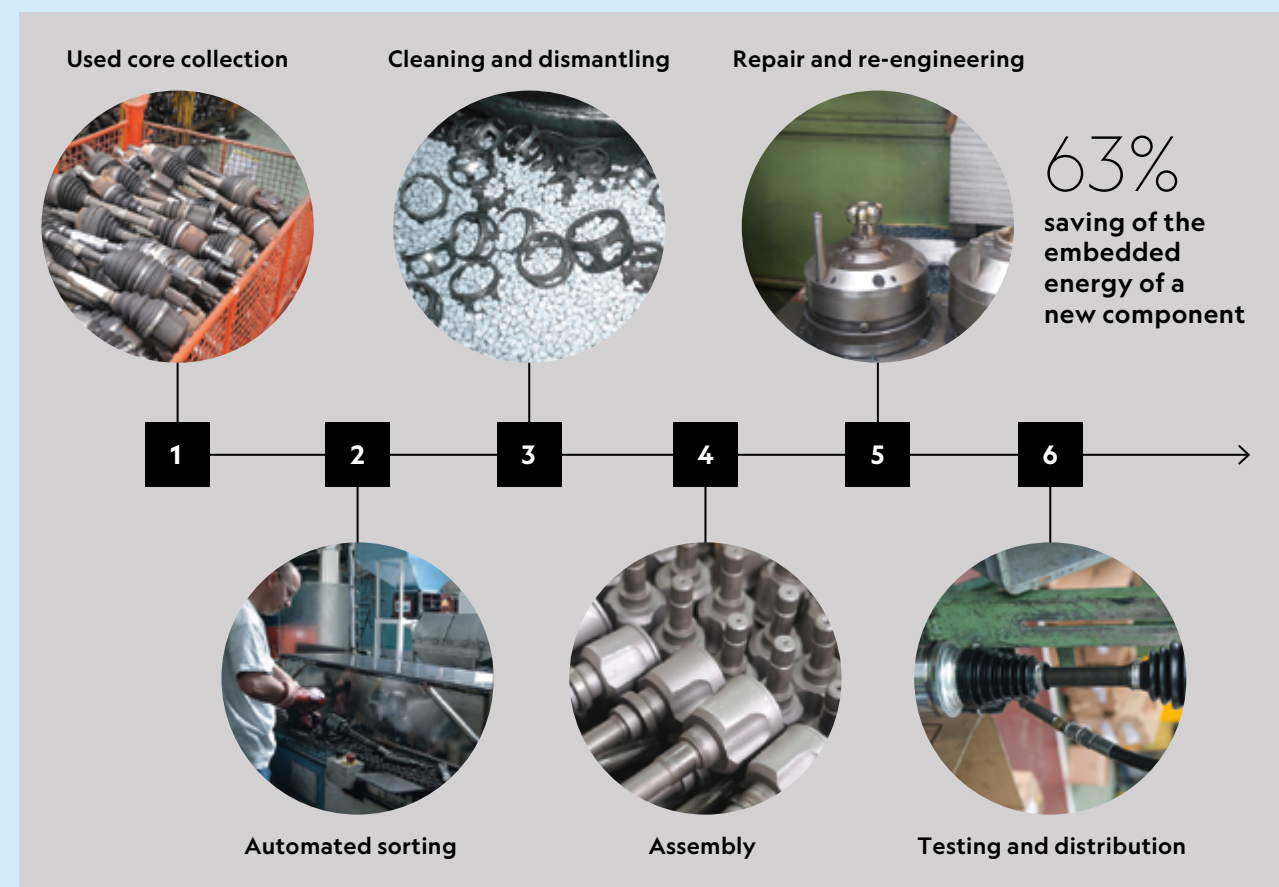 Used core collection
Cleaning and dismantling
Repair and re-engineering
63%
saving of the
embedded
energy of a
new component
1
2
3
4
5
6
Automated sorting
Assembly
Testing and distribution